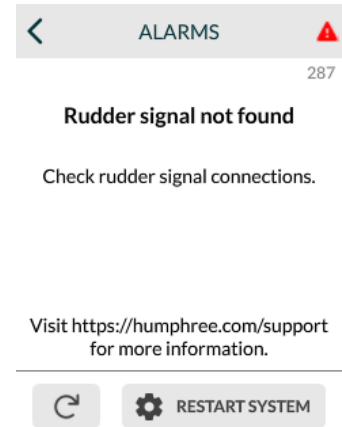 ALARMS
287
Rudder signal not found
Check rudder signal connections.
Visit https://humphree.com/support
for more information.
RESTART SYSTEM